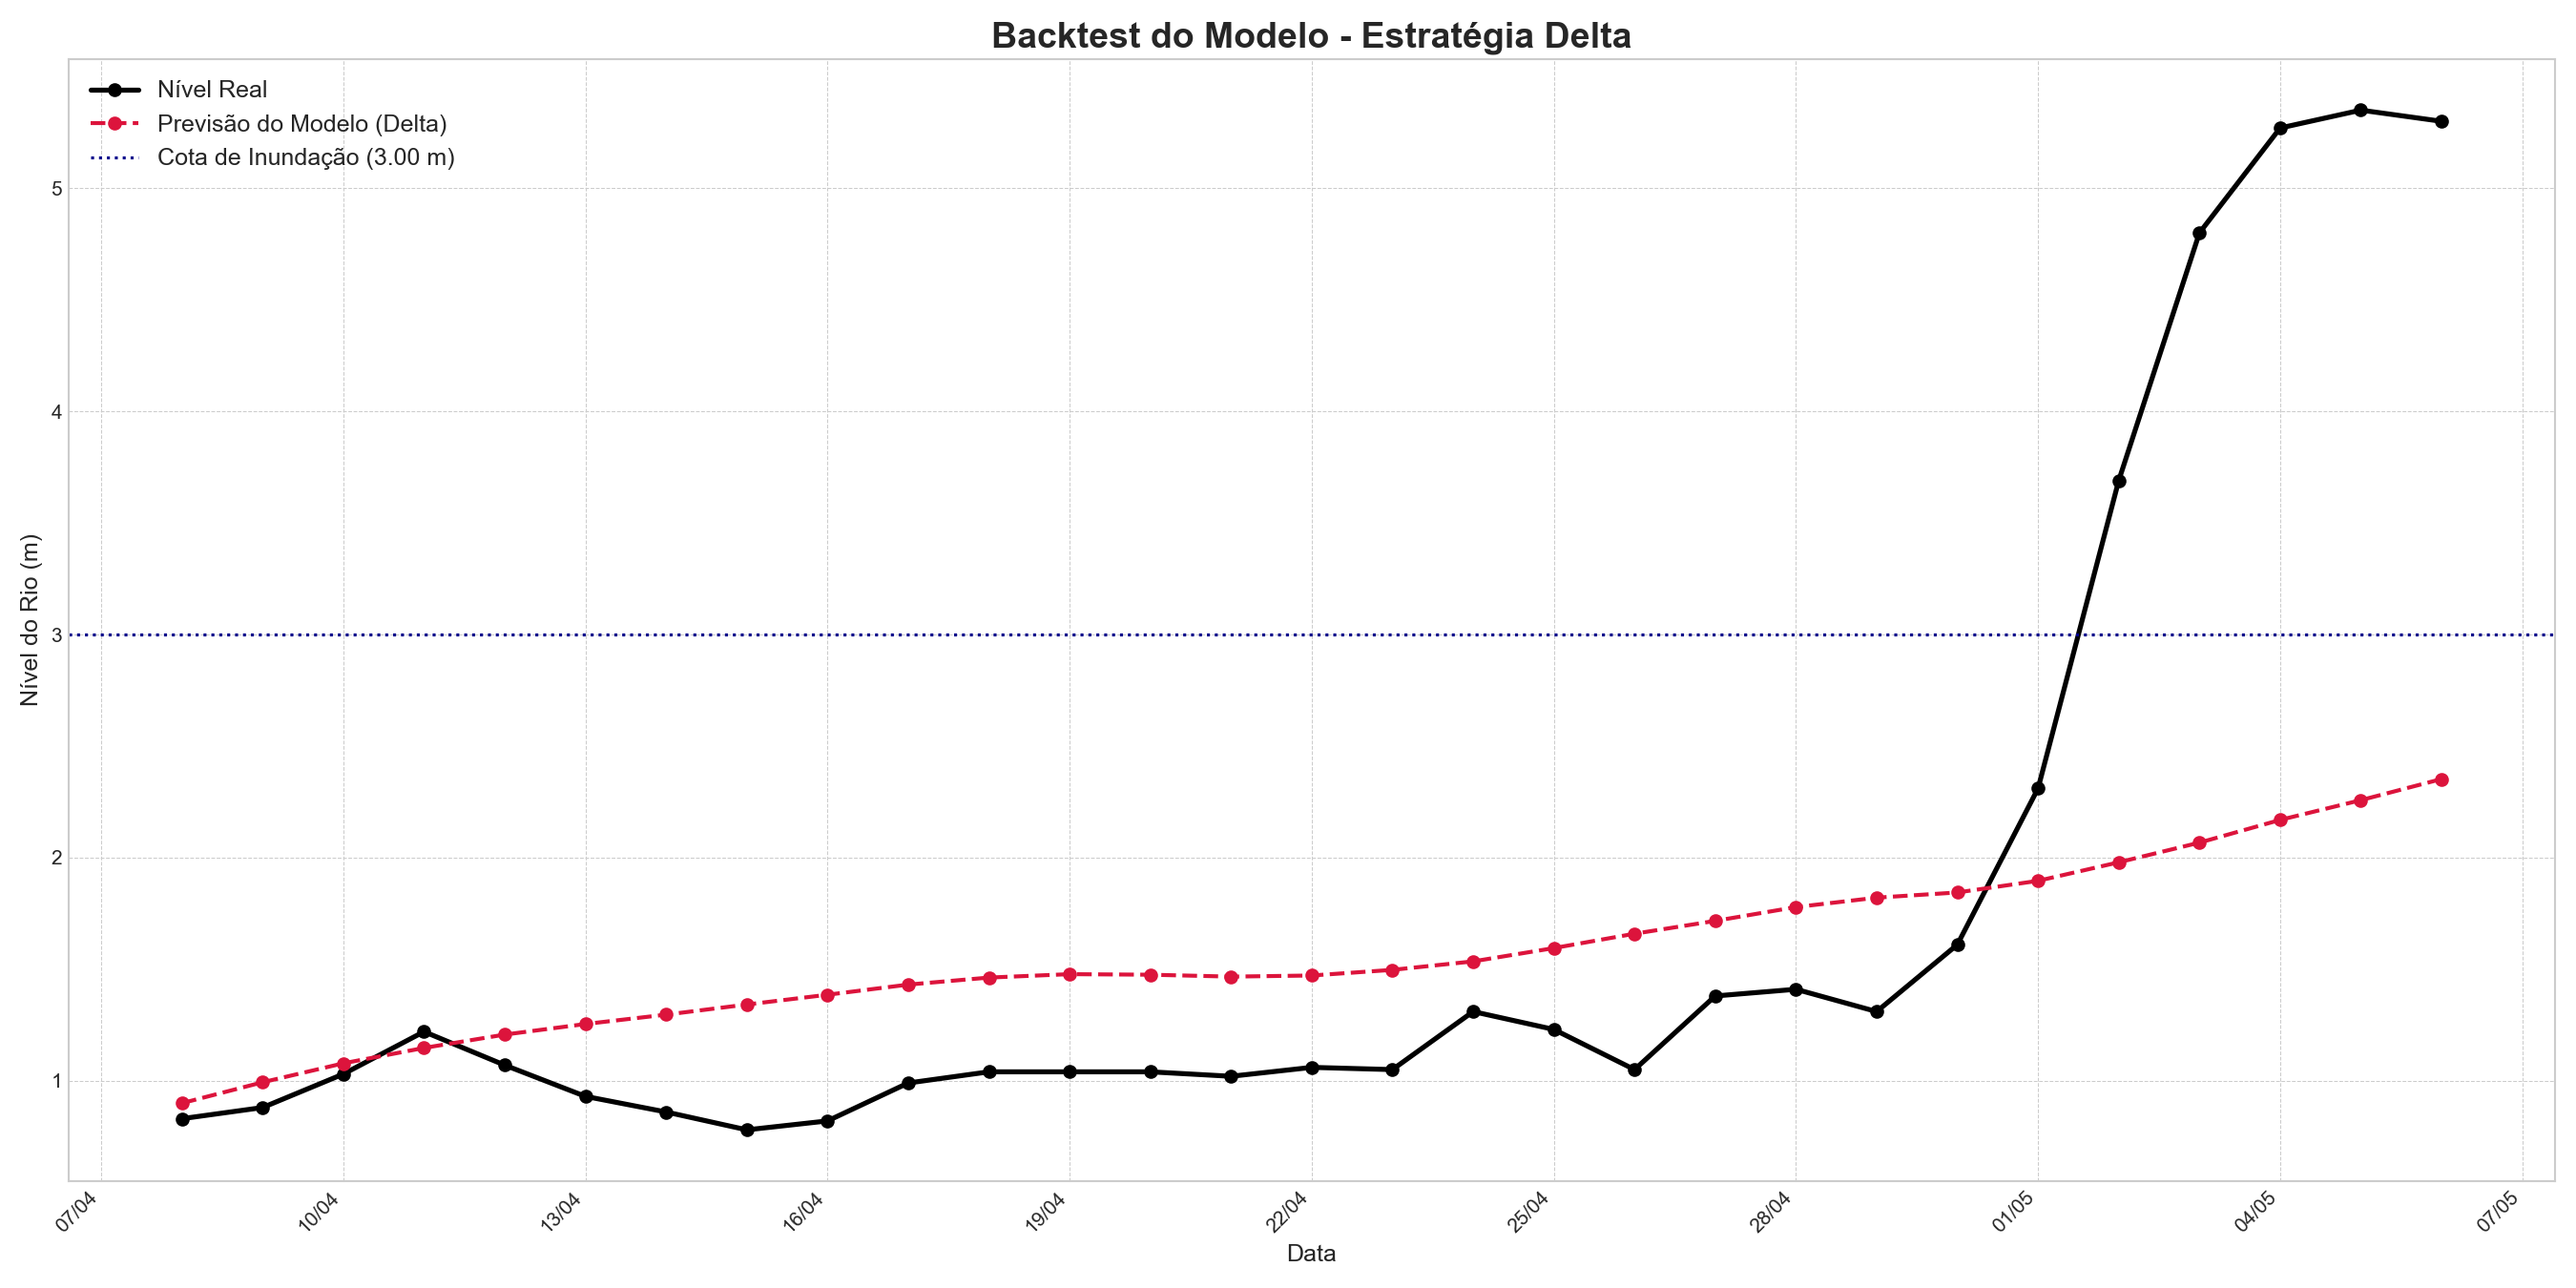 Backtest do Modelo - Estratégia Delta
Nível Real
Previsão do Modelo (Delta)
Cota de Inundação (3.00 m)
5
4
3
2
1
Nível do Rio (m)
07/04
10/04
13/04
16/04
19/04
22/04
25/04
28/04
01/05
04/05
07/05
Data